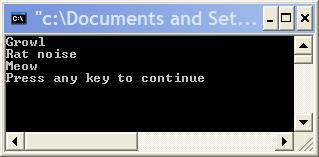 "c:\Documents and Set...
Growl
Rat noise
Meow
Press any key to continue